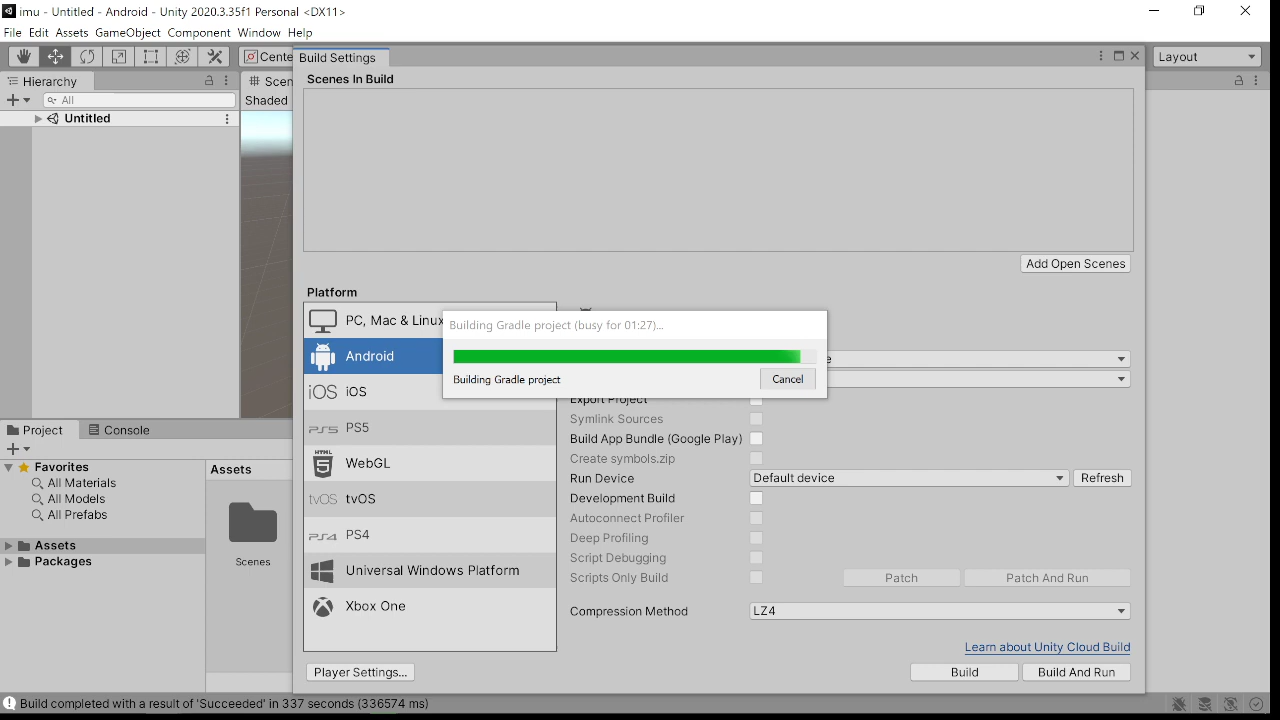 imu - Untitled - Android - Unity 2020.3.35f1 Personal <DX11>
File Edit Assets GameObject Component Window Help
Cente
Build Settings
Layout
Hierarchy
Scen
Scenes In Build
All
Shaded
Untitled
Add Open Scenes
Platform
PC, Mac & Linux
Building Gradle project (busy for 01:27)...
Android
Building Gradle project
Cancel
iOS iOS
Export Project
Symlink Sources
PS5 PS5
Project
Console
Build App Bundle (Google Play)
Create symbols.zip
HTML
5 WebGL
Favorites
Assets
All Materials
All Models
All Prefabs
Run Device
Default device
Refresh
tvOS tvOS
Development Build
Autoconnect Profiler
PS4 PS4
Deep Profiling
Assets
Packages
Scenes
Script Debugging
Universal Windows Platform
Scripts Only Build
Patch
Patch And Run
Xbox One
Compression Method
LZ4
Learn about Unity Cloud Build
Player Settings...
Build
Build And Run
Build completed with a result of 'Succeeded' in 337 seconds (336574 ms)